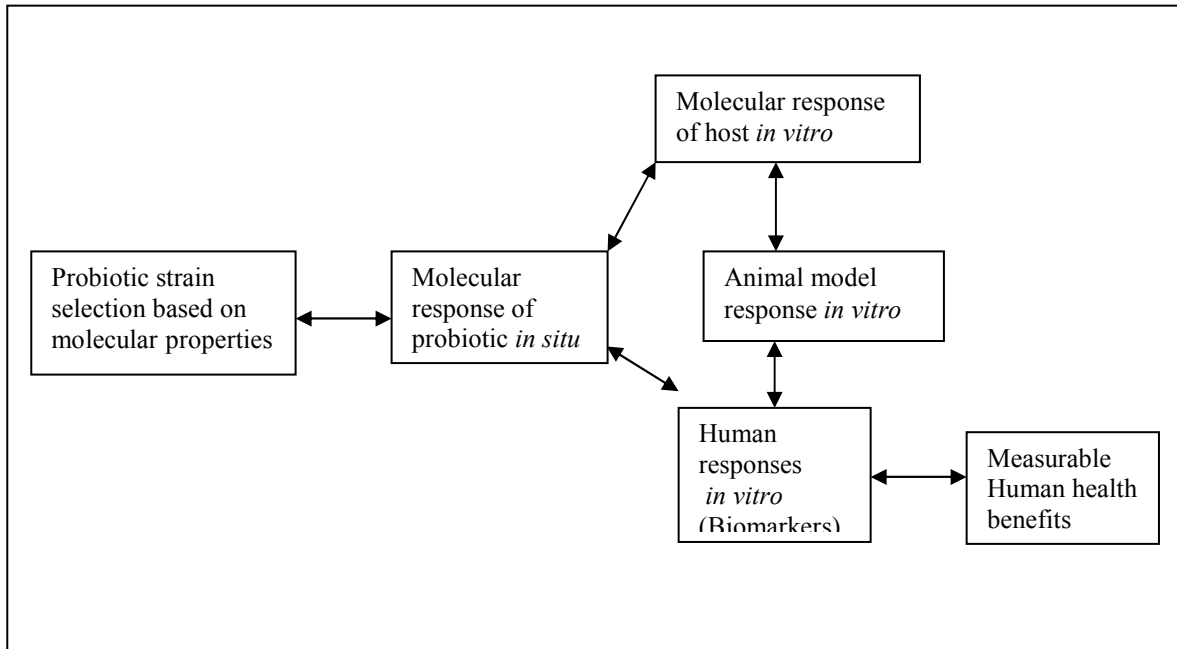 Molecular response
of host in vitro
Probiotic strain
selection based on
molecular properties
Molecular
response of
probiotic in situ
Animal model
response in vitro
Human
responses
in vitro
(Biomarkers)
Measurable
Human health
benefits